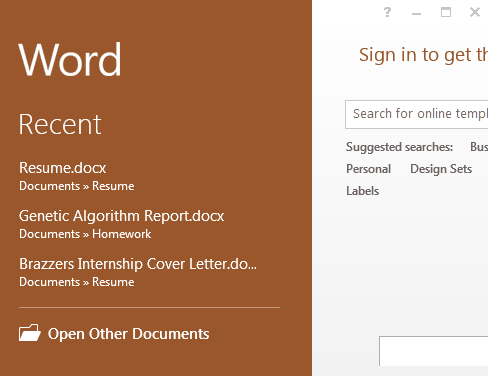 Word
Recent
Resume.docx
Documents » Resume
Genetic Algorithm Report.docx
Documents » Homework
Brazzers Internship Cover Letter.do...
Documents » Resume
Open Other Documents
?
Sign in to get th
Search for online templ
Suggested searches: Bus
Personal Design Sets
Labels